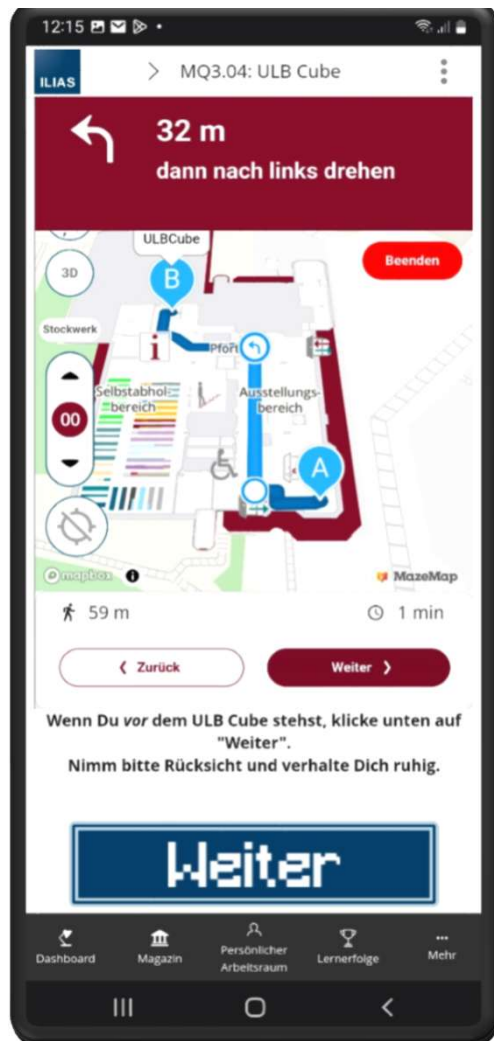 12:15
ILIAS
MQ3.04: ULB Cube
32 m
dann nach links drehen
ULBCube
B
3D
Beenden
Stockwerk
i
Pfort
Selbstabhol-
bereich
Ausstellungs-
bereich
00
A
mapbox
MazeMap
59 m
1 min
Zurück
Weiter
Wenn Du vor dem ULB Cube stehst, klicke unten auf
"Weiter".
Nimm bitte Rücksicht und verhalte Dich ruhig.
Weiter
Dashboard
Magazin
Persönlicher
Arbeitsraum
Lernerfolge
Mehr